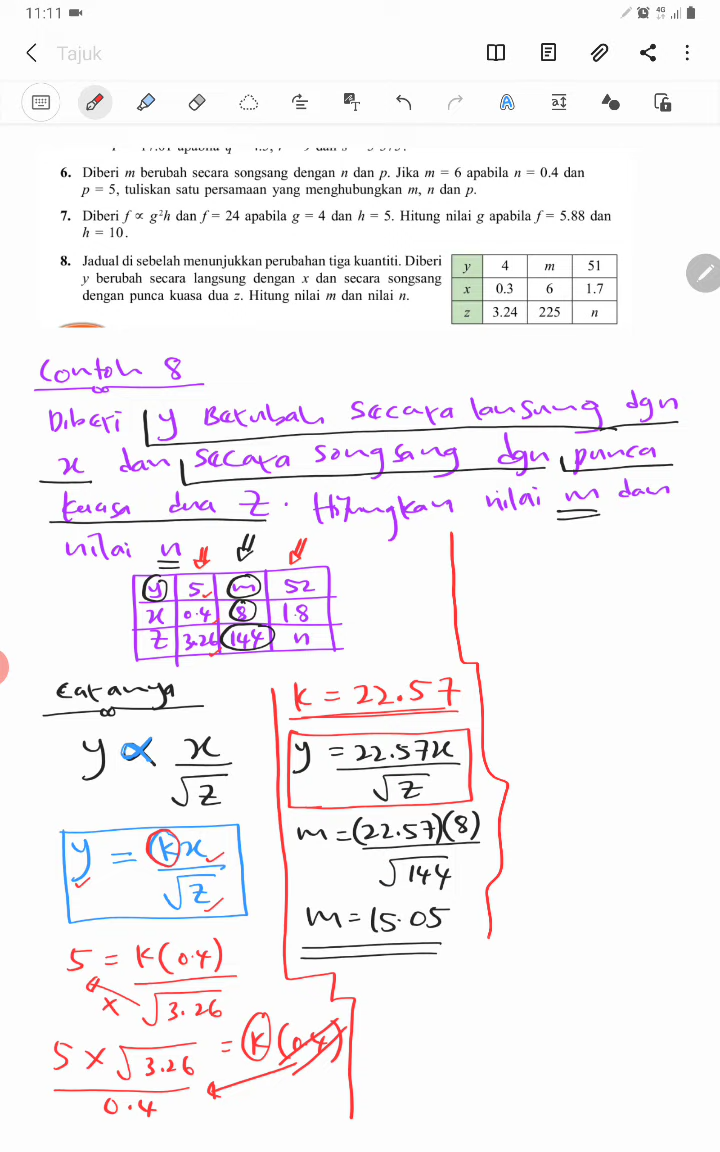 11:11
4G
Tajuk
6. Diberi m berubah secara songsang dengan n dan p. Jika m = 6 apabila n = 0.4 dan
p = 5, tuliskan satu persamaan yang menghubungkan m, n dan p.
7. Diberi f ∝ g²h dan f = 24 apabila g = 4 dan h = 5. Hitung nilai g apabila f = 5.88 dan
h = 10.
8. Jadual di sebelah menunjukkan perubahan tiga kuantiti. Diberi
y berubah secara langsung dengan x dan secara songsang
dengan punca kuasa dua z. Hitung nilai m dan nilai n.
y 4 m 51
x 0.3 6 1.7
z 3.24 225 n
Contoh 8
Diberi y Berubah secara lansung dgn
x dan secara songsang dgn punca
kuasa dua z. Hitungkan nilai m dan
nilai n
y 5 m 52
x 0.4 8 1.8
z 3.26 144 n
Katanya
y ∝ x
√z
y = kx
√z
5 = k(0.4)
√3.26
5 × √3.26 = k(0.4)
0.4
k = 22.57
y = 22.57x
√z
m = (22.57)(8)
√144
m = 15.05